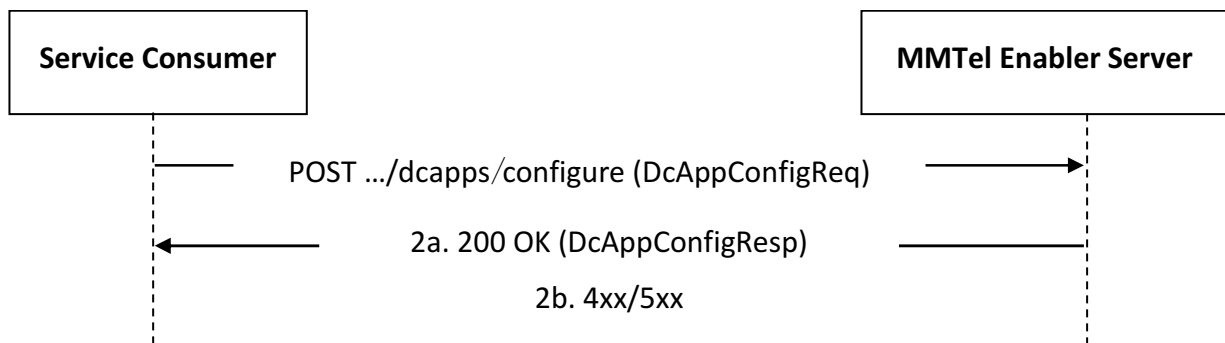 Service Consumer
MMTel Enabler Server
POST .../dcapps/configure (DcAppConfigReq)
2a. 200 OK (DcAppConfigResp)
2b. 4xx/5xx